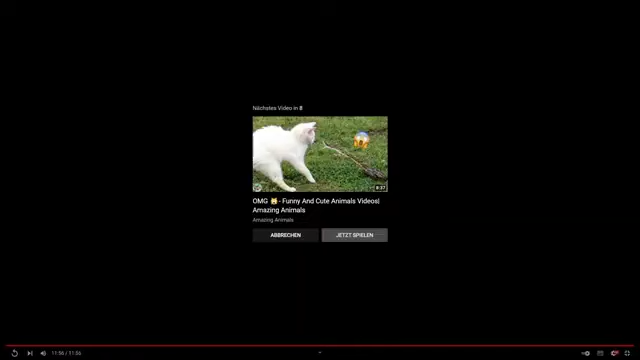 Nächstes Video in 8
8:37
OMG 🙀 - Funny And Cute Animals Videos!
Amazing Animals
Amazing Animals
ABBRECHEN
JETZT SPIELEN
11:56 / 11:56